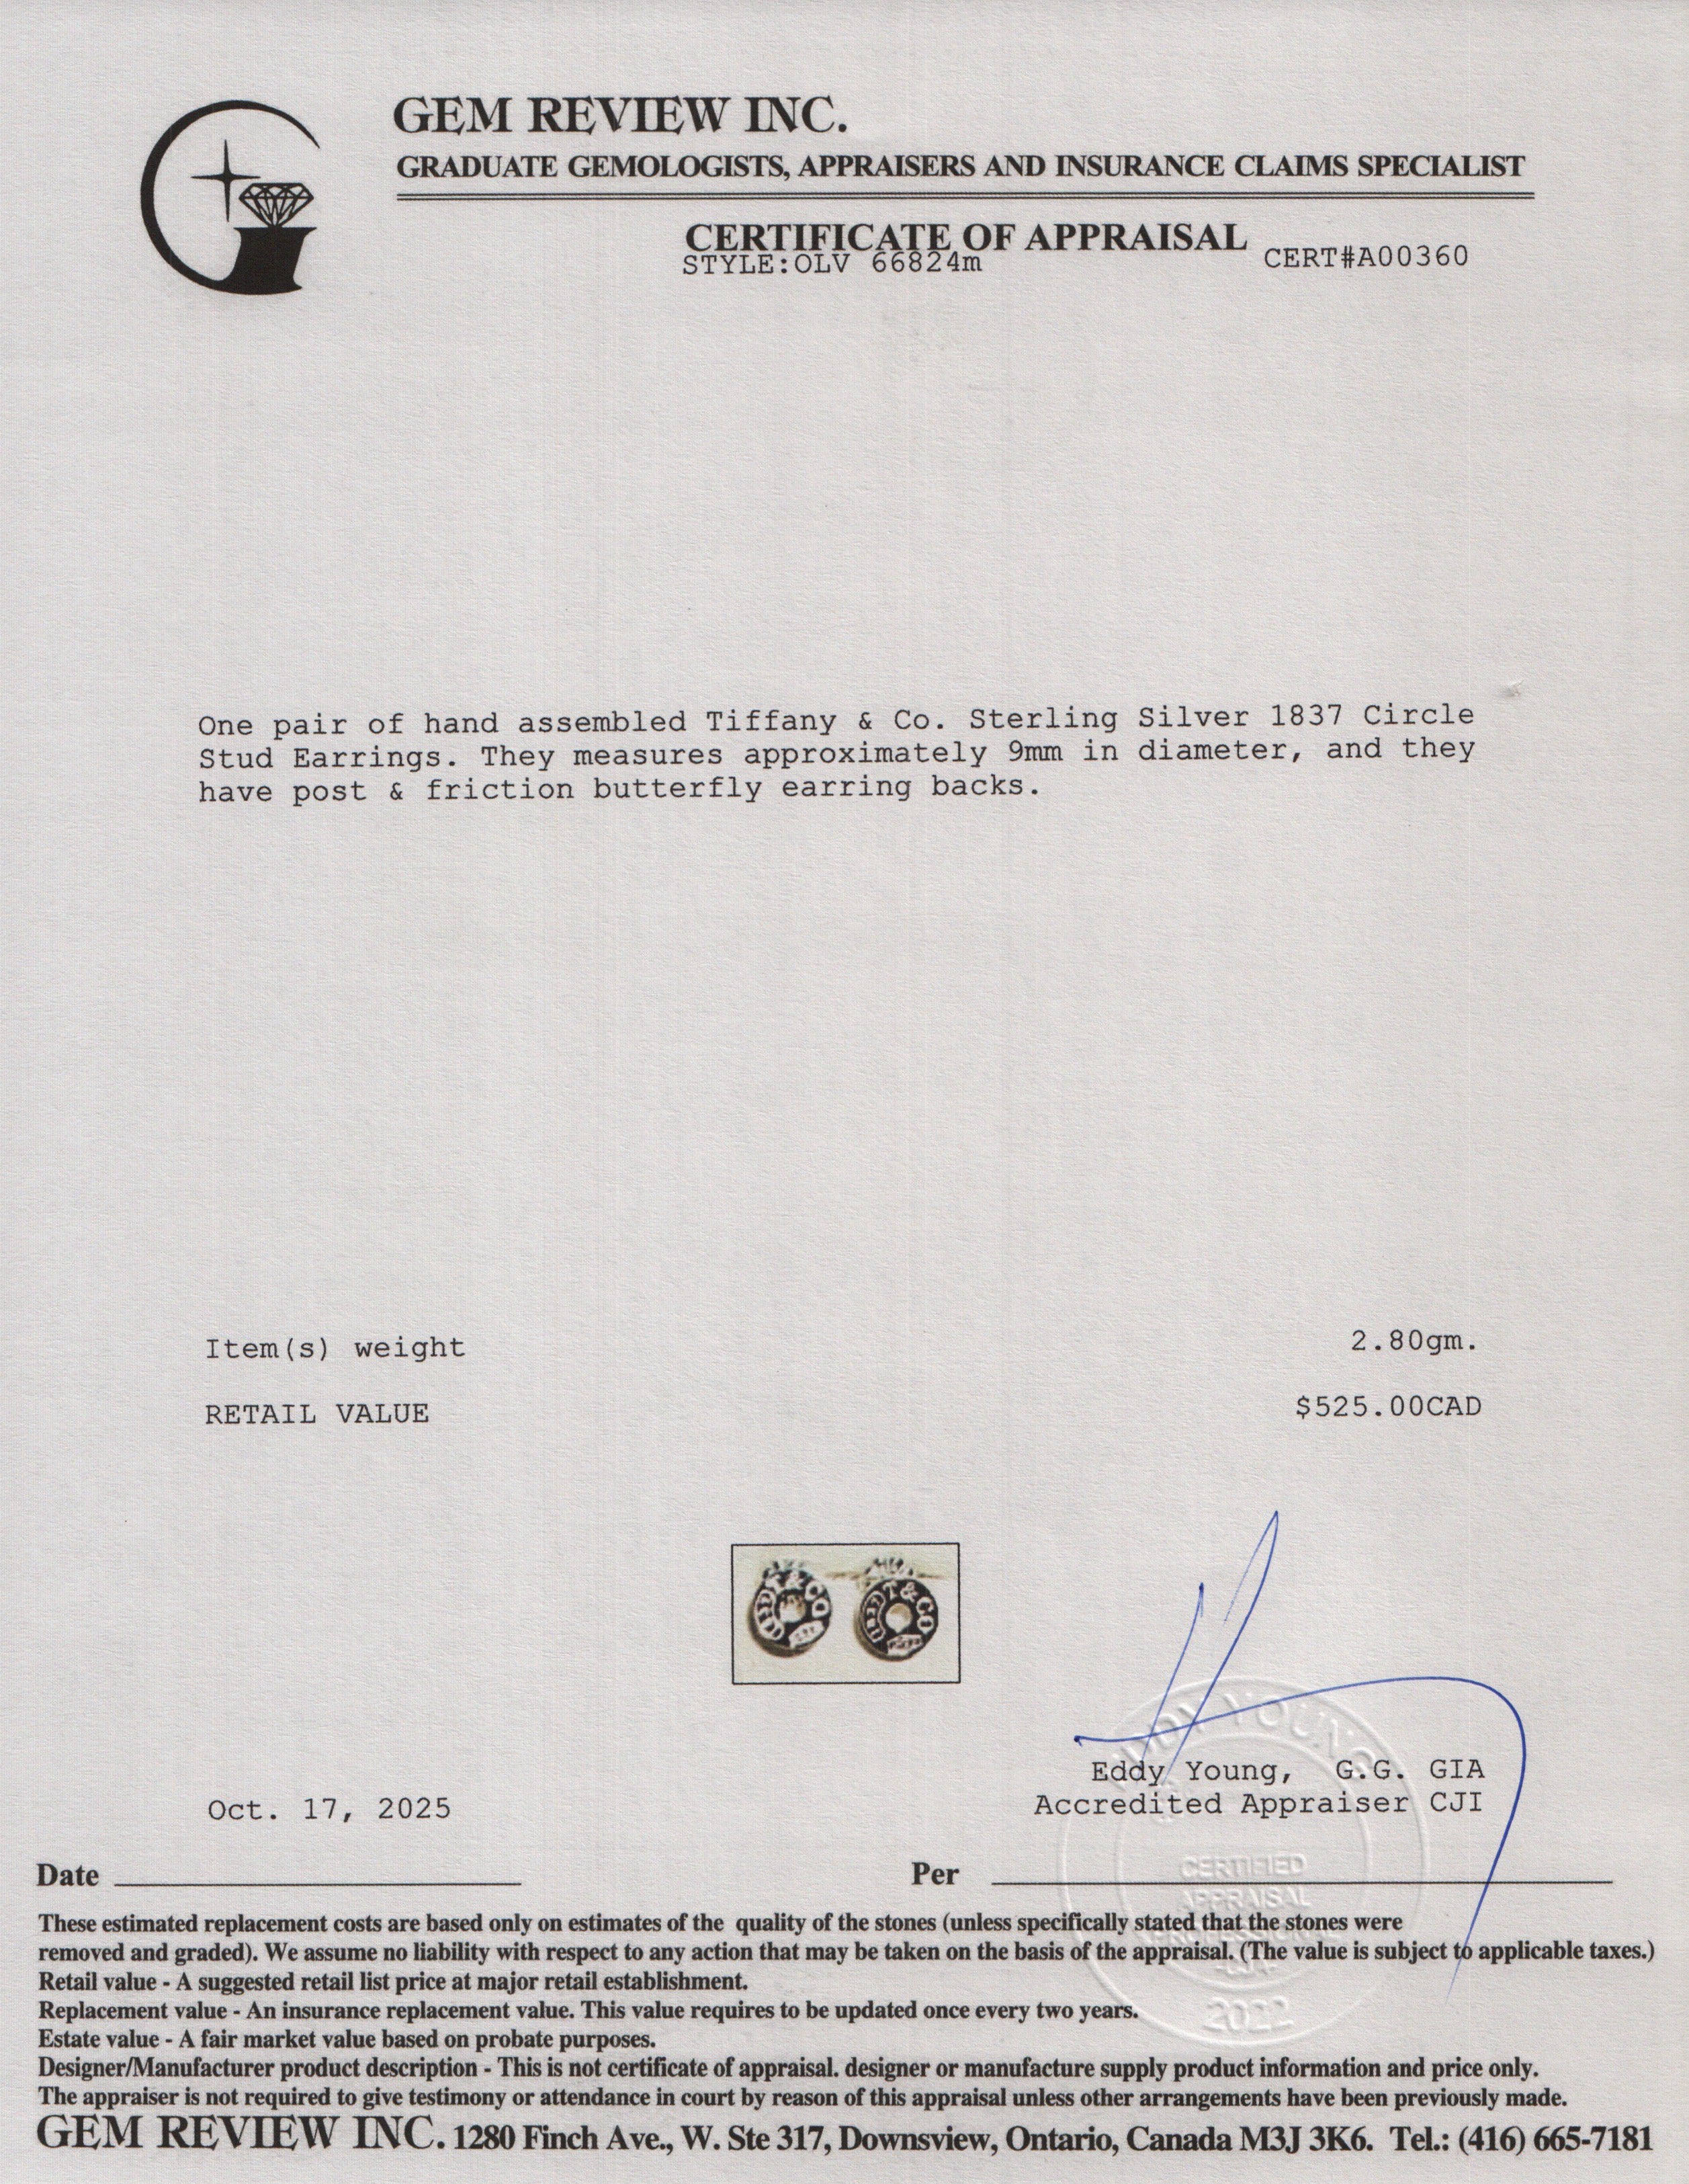 GEM REVIEW INC.
GRADUATE GEMOLOGISTS, APPRAISERS AND INSURANCE CLAIMS SPECIALIST
CERTIFICATE OF APPRAISAL
STYLE:OLV 66824m
CERT#A00360
One pair of hand assembled Tiffany & Co. Sterling Silver 1837 Circle
Stud Earrings. They measures approximately 9mm in diameter, and they
have post & friction butterfly earring backs.
Item(s) weight 2.80gm.
RETAIL VALUE $525.00CAD
T&CO
T&CO
YOUNG
Eddy Young, G.G. GIA
Oct. 17, 2025 Accredited Appraiser CJI
CERTIFIED
Date Per
APPRAISAL
These estimated replacement costs are based only on estimates of the quality of the stones (unless specifically stated that the stones were
PROFESSIONAL
removed and graded). We assume no liability with respect to any action that may be taken on the basis of the appraisal. (The value is subject to applicable taxes.)
Retail value - A suggested retail list price at major retail establishment.
2022
Replacement value - An insurance replacement value. This value requires to be updated once every two years.
Estate value - A fair market value based on probate purposes.
Designer/Manufacturer product description - This is not certificate of appraisal. designer or manufacture supply product information and price only.
The appraiser is not required to give testimony or attendance in court by reason of this appraisal unless other arrangements have been previously made.
GEM REVIEW INC. 1280 Finch Ave., W. Ste 317, Downsview, Ontario, Canada M3J 3K6. Tel.: (416) 665-7181